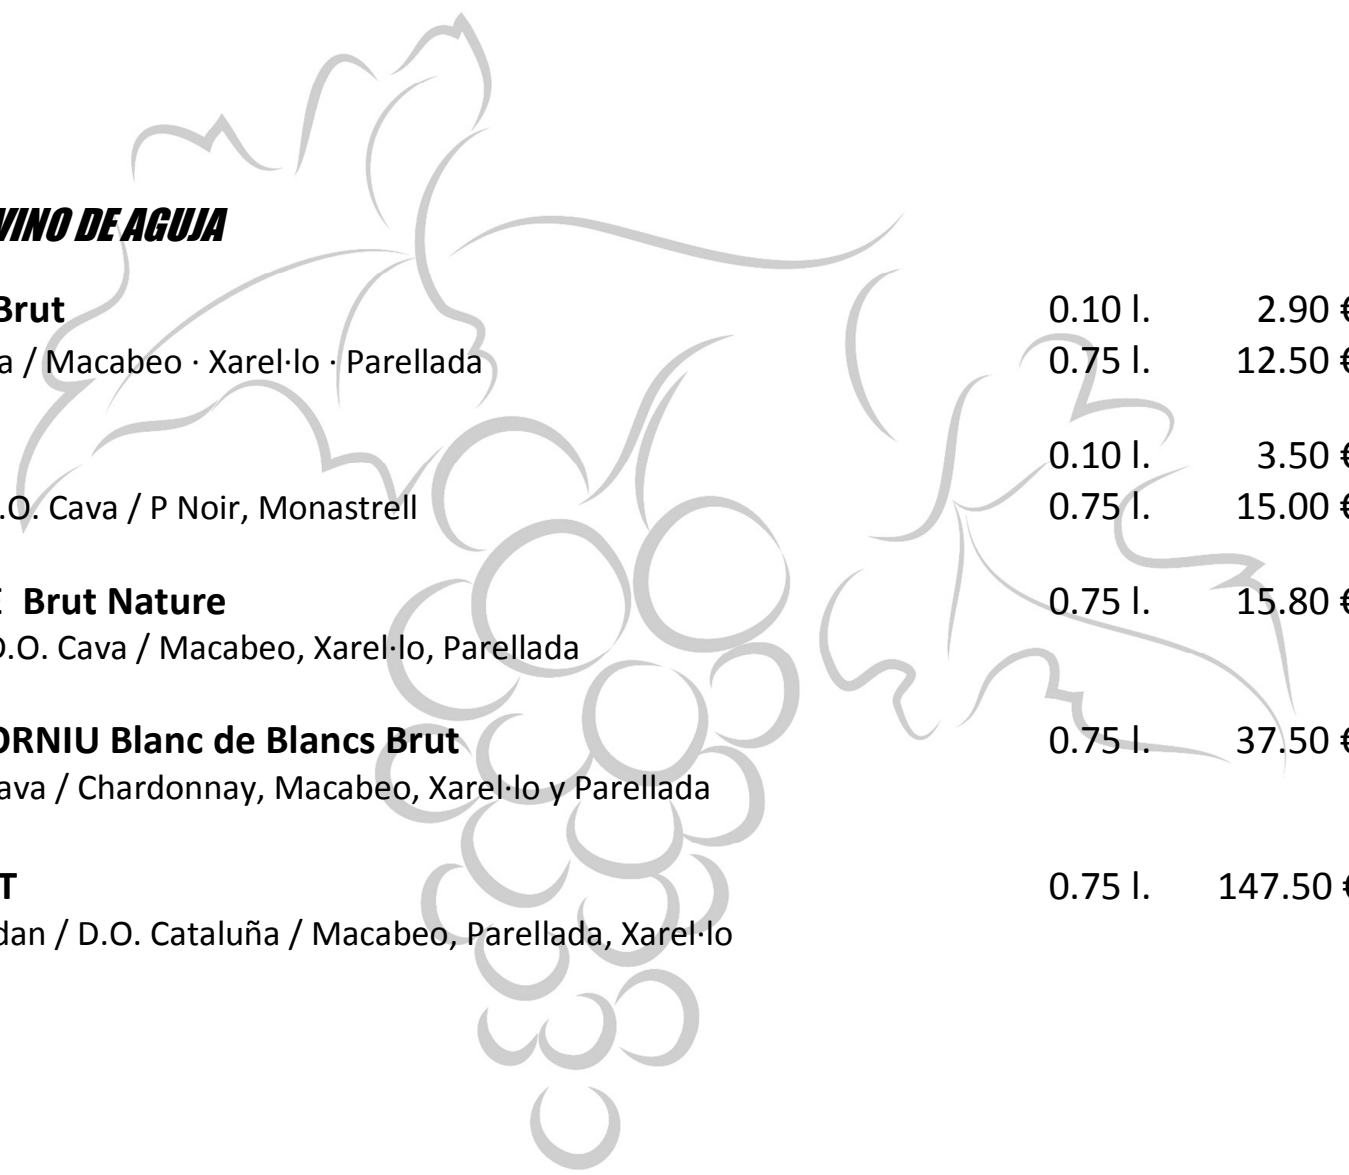 VINO DE AGUJA
Brut 0.10 l. 2.90 €
a / Macabeo · Xarel·lo · Parellada 0.75 l. 12.50 €
0.10 l. 3.50 €
.O. Cava / P Noir, Monastrell 0.75 l. 15.00 €
E Brut Nature 0.75 l. 15.80 €
D.O. Cava / Macabeo, Xarel·lo, Parellada
ORNIU Blanc de Blancs Brut 0.75 l. 37.50 €
ava / Chardonnay, Macabeo, Xarel·lo y Parellada
T 0.75 l. 147.50 €
dan / D.O. Cataluña / Macabeo, Parellada, Xarel·lo